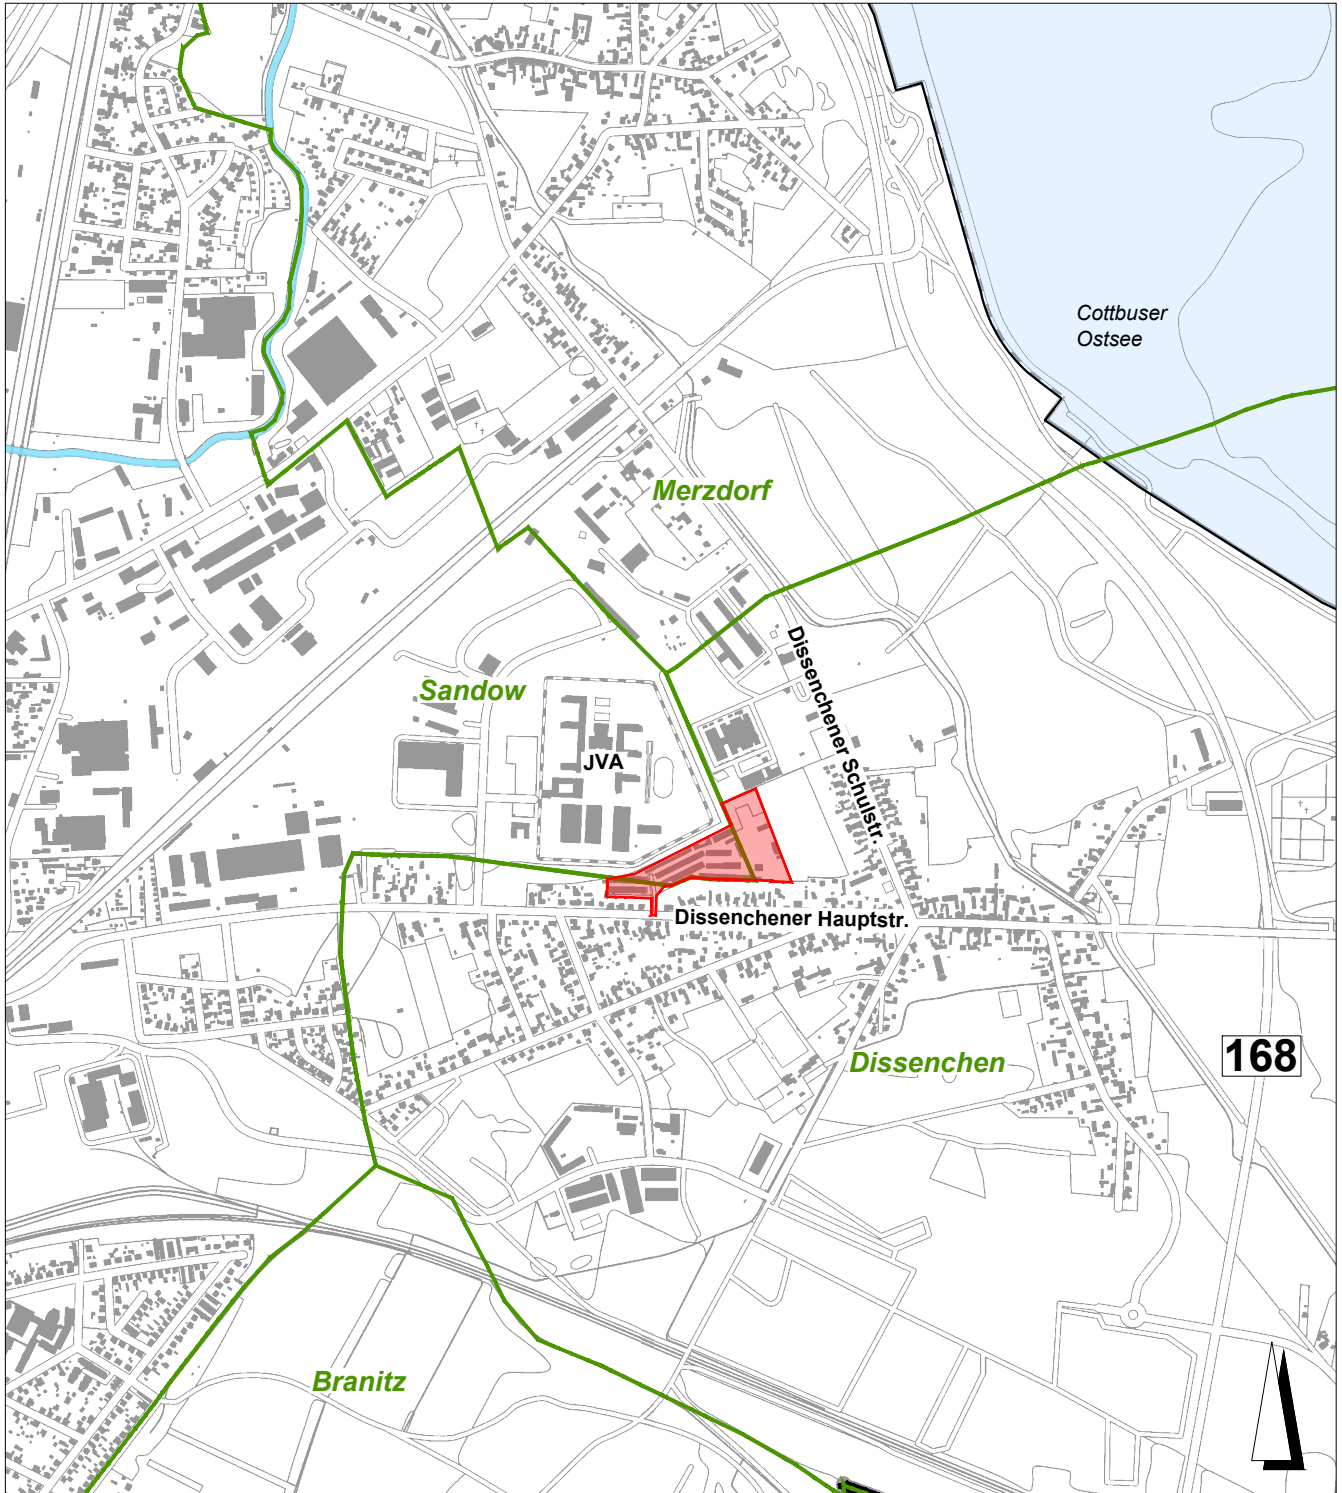 Cottbuser
Ostsee
Merzdorf
Dissenchener Schulstr.
Sandow
JVA
Dissenchener Hauptstr.
168
Dissenchen
Branitz